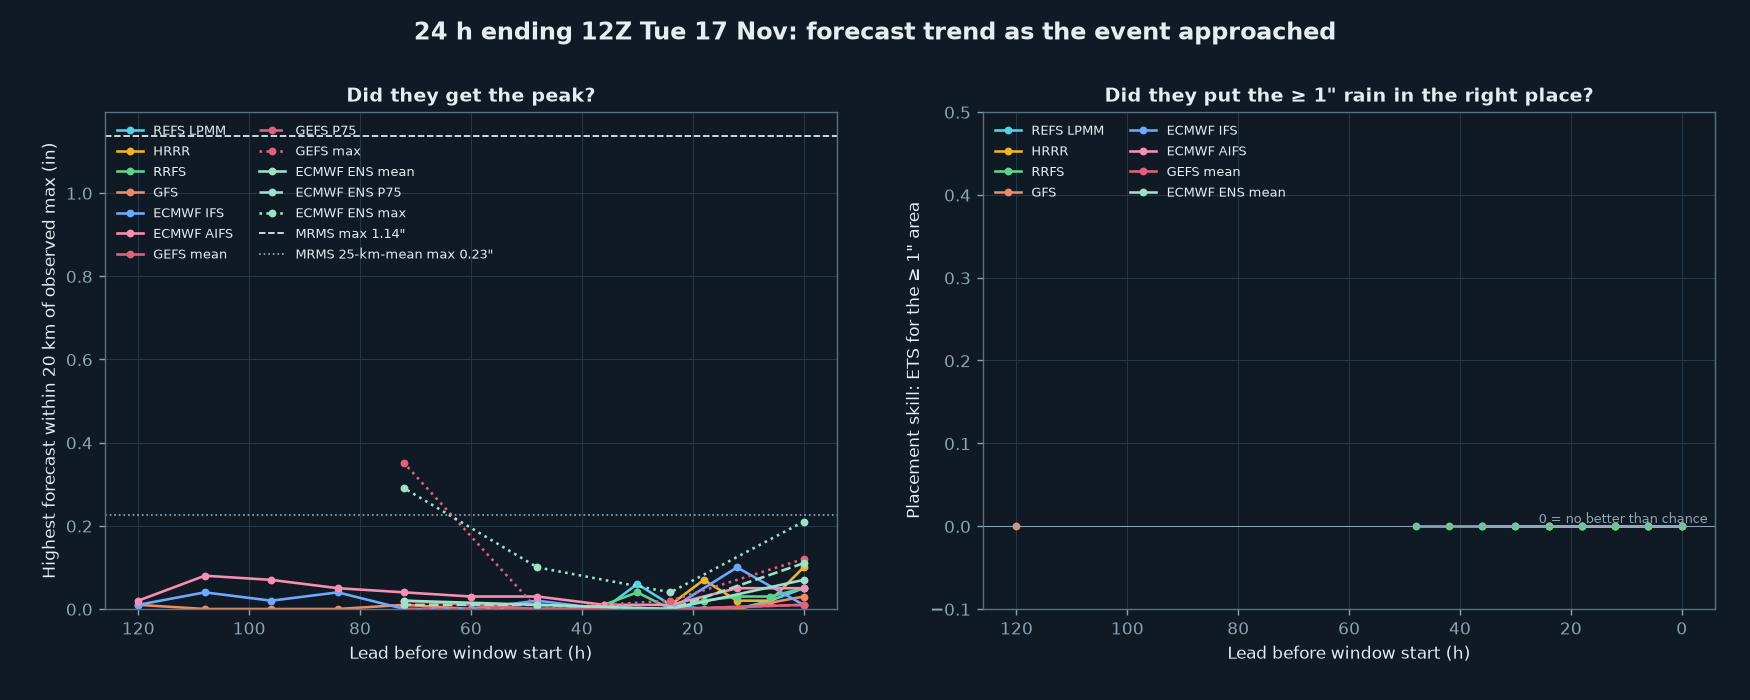 24 h ending 12Z Tue 17 Nov: forecast trend as the event approached
Did they get the peak?
Highest forecast within 20 km of observed max (in)
REFS LPMM
HRRR
RRFS
GFS
ECMWF IFS
ECMWF AIFS
GEFS mean
GEFS P75
GEFS max
ECMWF ENS mean
ECMWF ENS P75
ECMWF ENS max
MRMS max 1.14"
MRMS 25-km-mean max 0.23"
1.0
0.8
0.6
0.4
0.2
0.0
120 100 80 60 40 20 0
Lead before window start (h)
Did they put the ≥ 1" rain in the right place?
Placement skill: ETS for the ≥ 1" area
REFS LPMM
HRRR
RRFS
GFS
ECMWF IFS
ECMWF AIFS
GEFS mean
ECMWF ENS mean
0.5
0.4
0.3
0.2
0.1
0.0
−0.1
0 = no better than chance
120 100 80 60 40 20 0
Lead before window start (h)